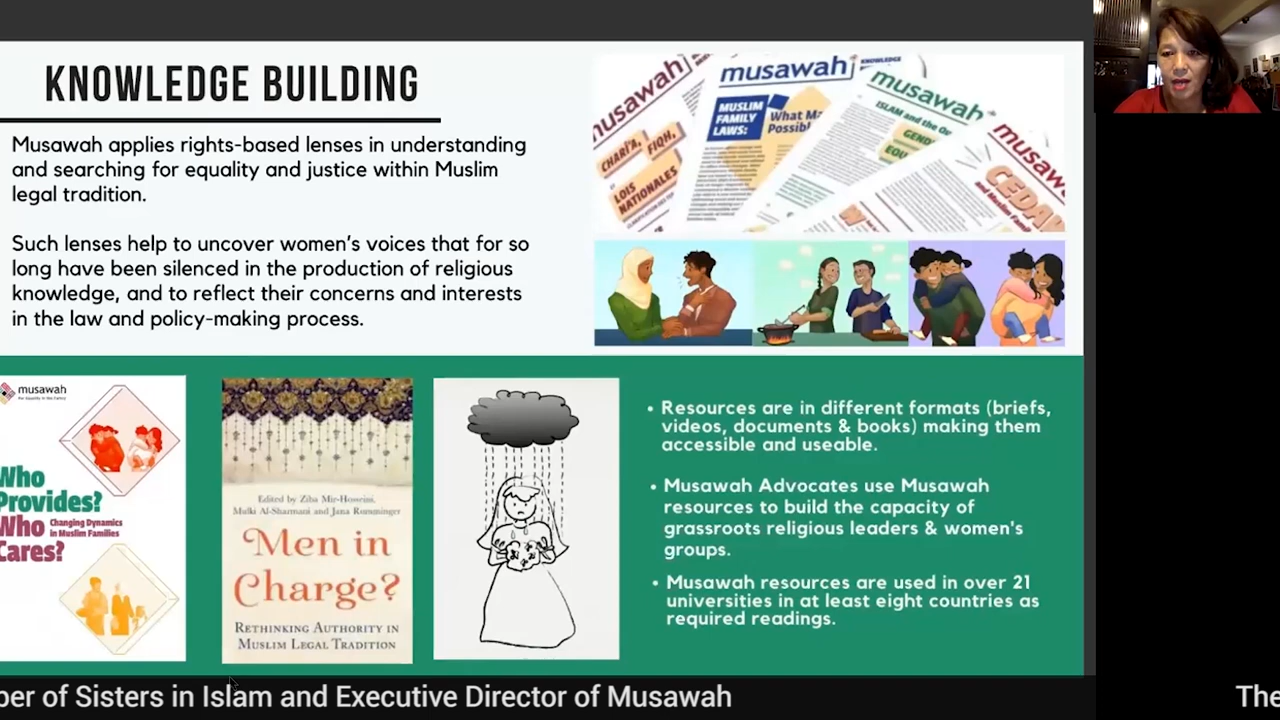 KNOWLEDGE BUILDING
Musawah applies rights-based lenses in understanding
and searching for equality and justice within Muslim
legal tradition.
Such lenses help to uncover women's voices that for so
long have been silenced in the production of religious
knowledge, and to reflect their concerns and interests
in the law and policy-making process.
musawah
CHARI'A, FIQH,
LOIS
NATIONALES
musawah
KNOWLEDGE
MUSLIM
FAMILY
LAWS:
What Ma
Possibl
musawah
ISLAM and the
GEND
EQU
musawah
CEDAW
musawah
For Equality in the Family
Who
Provides?
Who
Cares?
Changing Dynamics
in Muslim Families
Edited by Ziba Mir-Hosseini,
Mulki Al-Sharmani and Jana Rumminger
Men in
Charge?
RETHINKING AUTHORITY IN
MUSLIM LEGAL TRADITION
• Resources are in different formats (briefs,
videos, documents & books) making them
accessible and useable.
• Musawah Advocates use Musawah
resources to build the capacity of
grassroots religious leaders & women's
groups.
• Musawah resources are used in over 21
universities in at least eight countries as
required readings.
ber of Sisters in Islam and Executive Director of Musawah
The